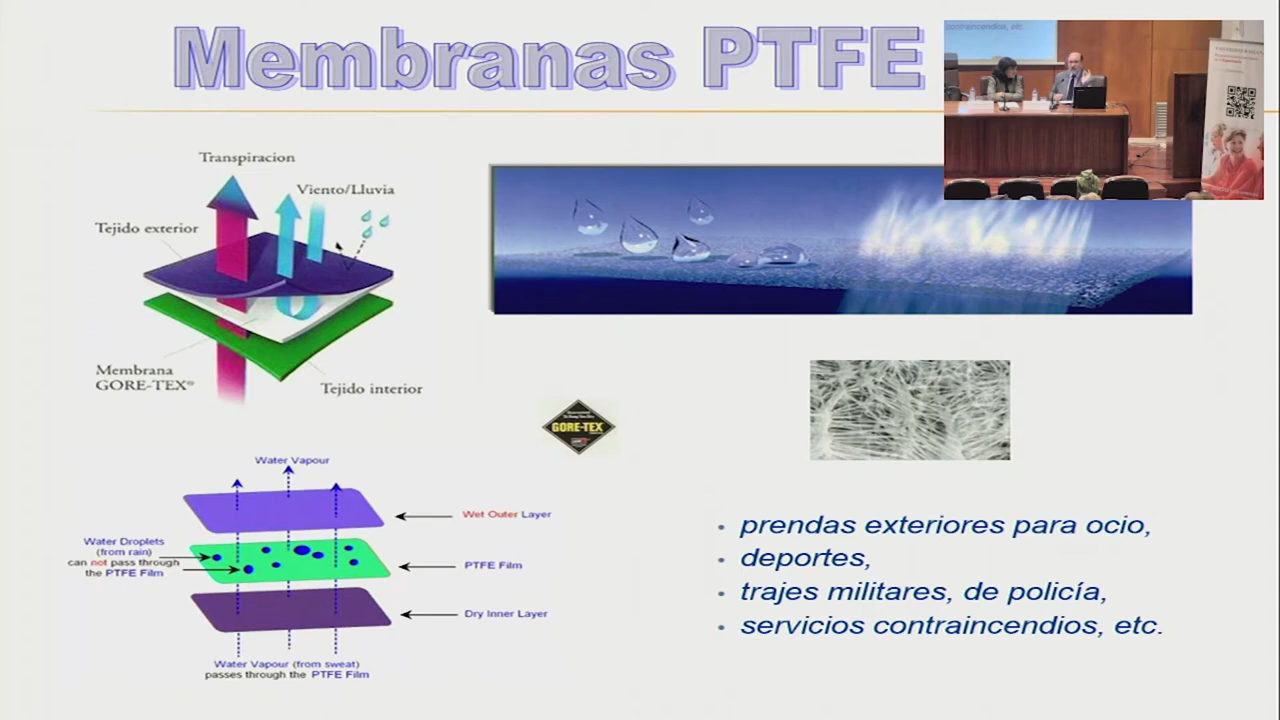 Membranas PTFE
contraincendios, etc.
Transpiracion
Viento/Lluvia
Tejido exterior
Membrana
GORE-TEX®
Tejido interior
GORE-TEX
Water Vapour
Wet Outer Layer
Water Droplets
(from rain)
can not pass through
the PTFE Film
PTFE Film
Dry Inner Layer
Water Vapour (from sweat)
passes through the PTFE Film
• prendas exteriores para ocio,
• deportes,
• trajes militares, de policía,
• servicios contraincendios, etc.